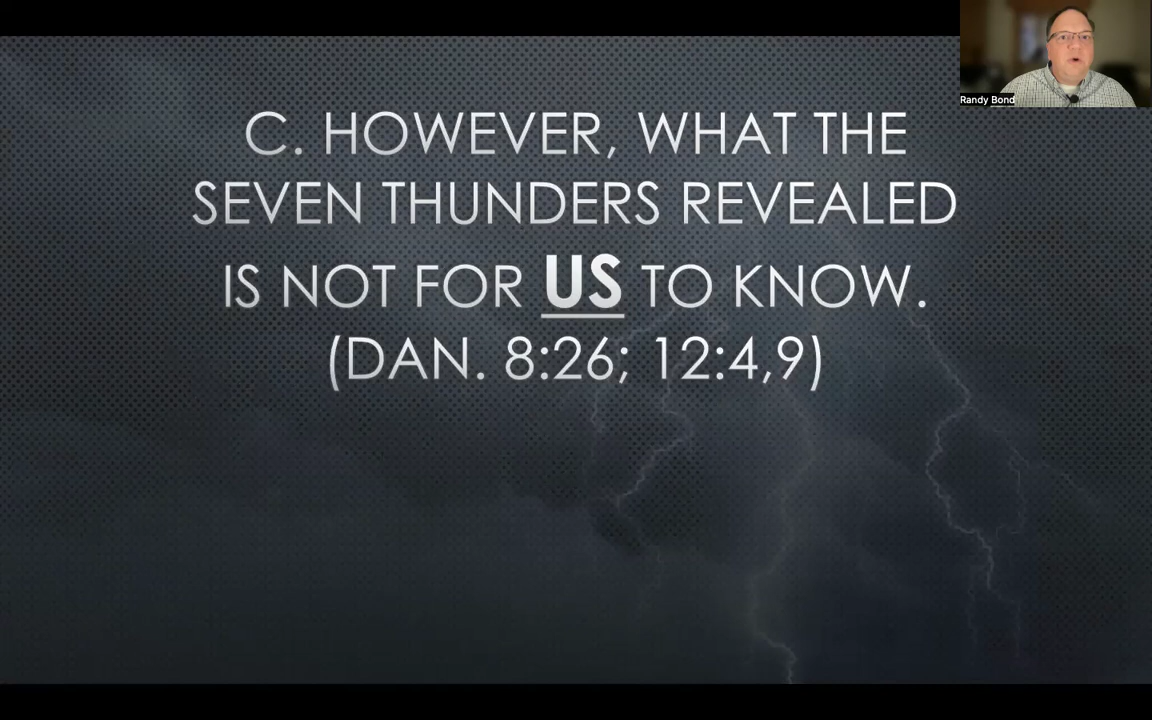 Randy Bond
C. HOWEVER, WHAT THE
SEVEN THUNDERS REVEALED
IS NOT FOR US TO KNOW.
(DAN. 8:26; 12:4,9)